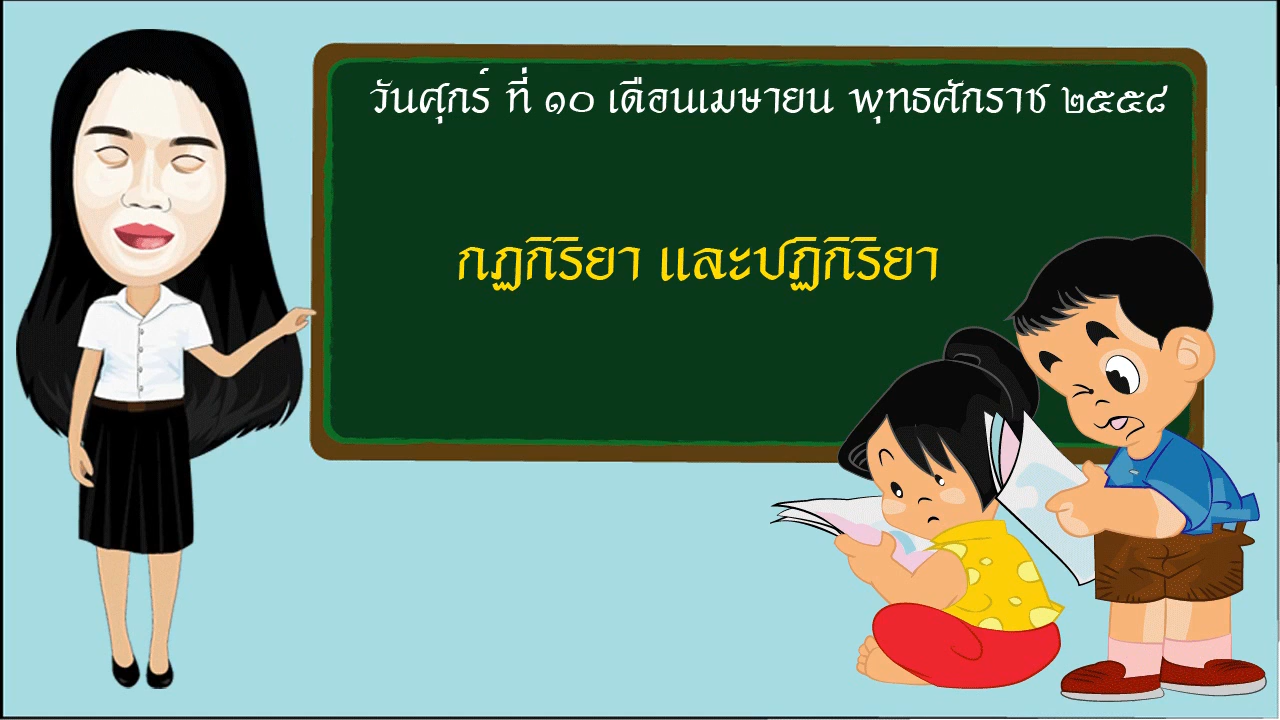 วันศุกร์ ที่ ๑๐ เดือนเมษายน พุทธศักราช ๒๕๕๘
กฏกิริยา และปฏิกิริยา